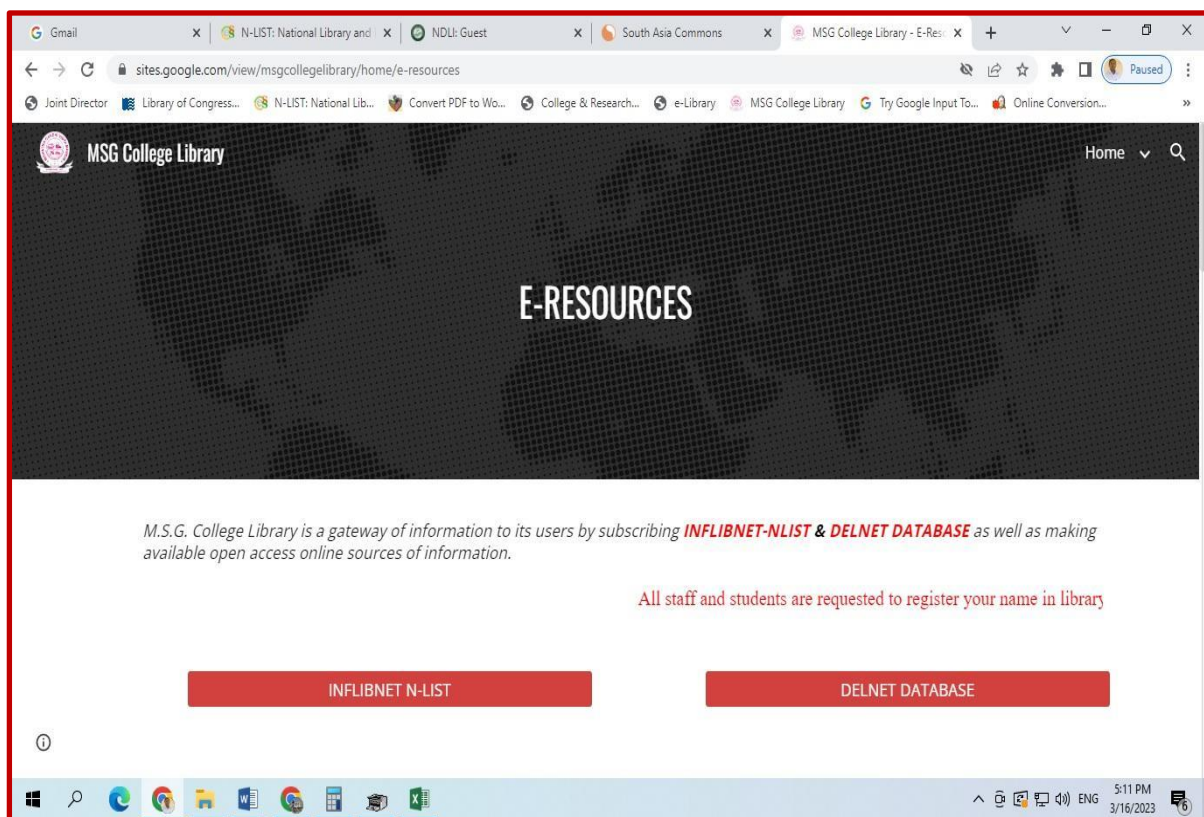 Gmail
N-LIST: National Library and
NDLI: Guest
South Asia Commons
MSG College Library - E-Res
sites.google.com/view/msgcollegelibrary/home/e-resources
Paused
Joint Director
Library of Congress...
N-LIST: National Lib...
Convert PDF to Wo...
College & Research...
e-Library
MSG College Library
Try Google Input To...
Online Conversion...
MSG College Library
Home
E-RESOURCES
M.S.G. College Library is a gateway of information to its users by subscribing INFLIBNET-NLIST & DELNET DATABASE as well as making
available open access online sources of information.
All staff and students are requested to register your name in library
INFLIBNET N-LIST
DELNET DATABASE
ENG
5:11 PM
3/16/2023
6